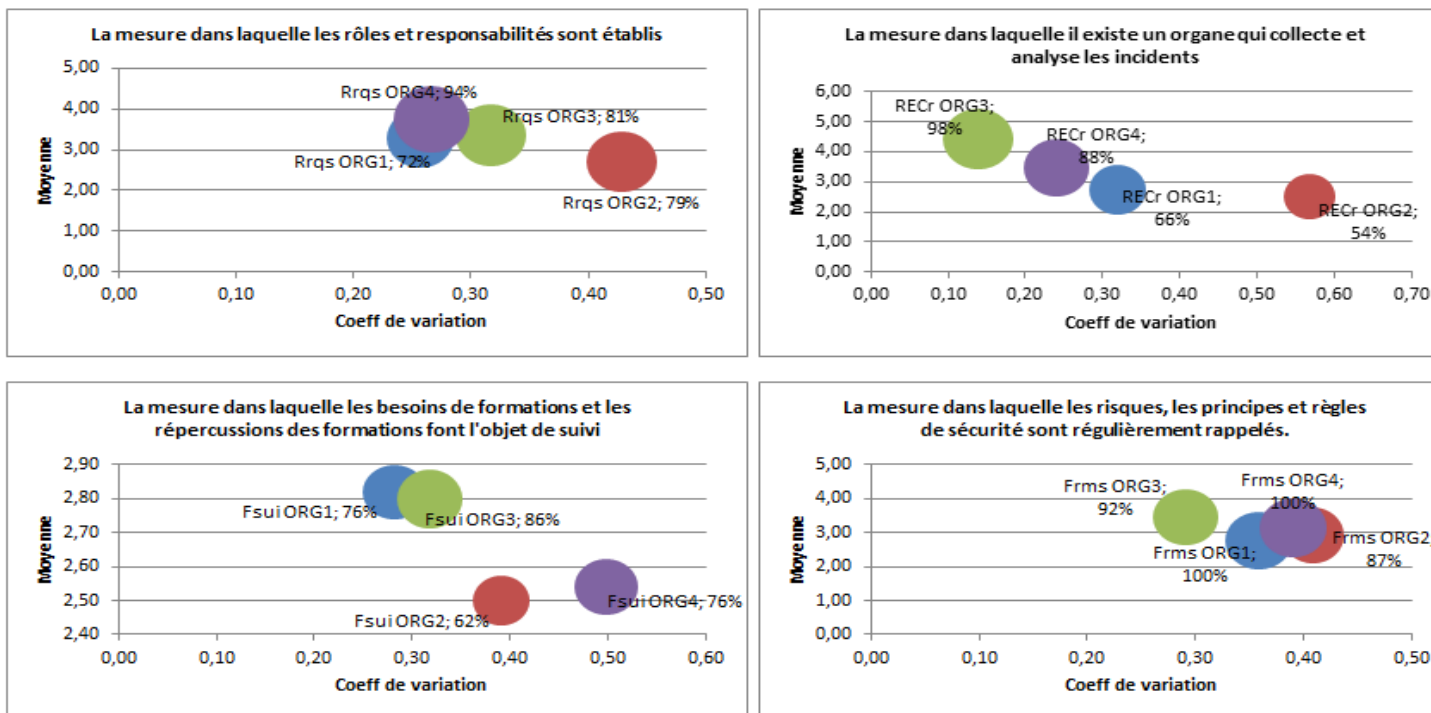 La mesure dans laquelle les rôles et responsabilités sont établis
5,00
4,00
3,00
2,00
1,00
0,00
Moyenne
Rrqs ORG4; 94%
Rrqs ORG3; 81%
Rrqs ORG1; 72%
Rrqs ORG2; 79%
0,00 0,10 0,20 0,30 0,40 0,50
Coeff de variation
La mesure dans laquelle il existe un organe qui collecte et
analyse les incidents
6,00
5,00
4,00
3,00
2,00
1,00
0,00
Moyenne
RECr ORG3;
98%
RECr ORG4;
88%
RECr ORG1;
66%
RECr ORG2;
54%
0,00 0,10 0,20 0,30 0,40 0,50 0,60 0,70
Coeff de variation
La mesure dans laquelle les besoins de formations et les
répercussions des formations font l'objet de suivi
2,90
2,80
2,70
2,60
2,50
2,40
Moyenne
Fsui ORG1; 76%
Fsui ORG3; 86%
Fsui ORG2; 62%
Fsui ORG4; 76%
0,00 0,10 0,20 0,30 0,40 0,50 0,60
Coeff de variation
La mesure dans laquelle les risques, les principes et règles
de sécurité sont régulièrement rappelés.
5,00
4,00
3,00
2,00
1,00
0,00
Moyenne
Frms ORG3;
92%
Frms ORG4;
100%
Frms ORG1;
100%
Frms ORG2;
87%
0,00 0,10 0,20 0,30 0,40 0,50
Coeff de variation